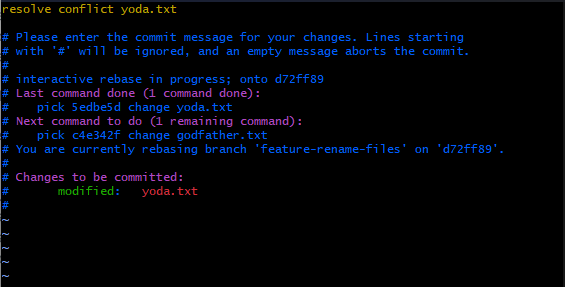 resolve conflict yoda.txt

# Please enter the commit message for your changes. Lines starting
# with '#' will be ignored, and an empty message aborts the commit.
#
# interactive rebase in progress; onto d72ff89
# Last command done (1 command done):
#    pick 5edbe5d change yoda.txt
# Next command to do (1 remaining command):
#    pick c4e342f change godfather.txt
# You are currently rebasing branch 'feature-rename-files' on 'd72ff89'.
#
# Changes to be committed:
#       modified:   yoda.txt
#
~
~
~
~
~